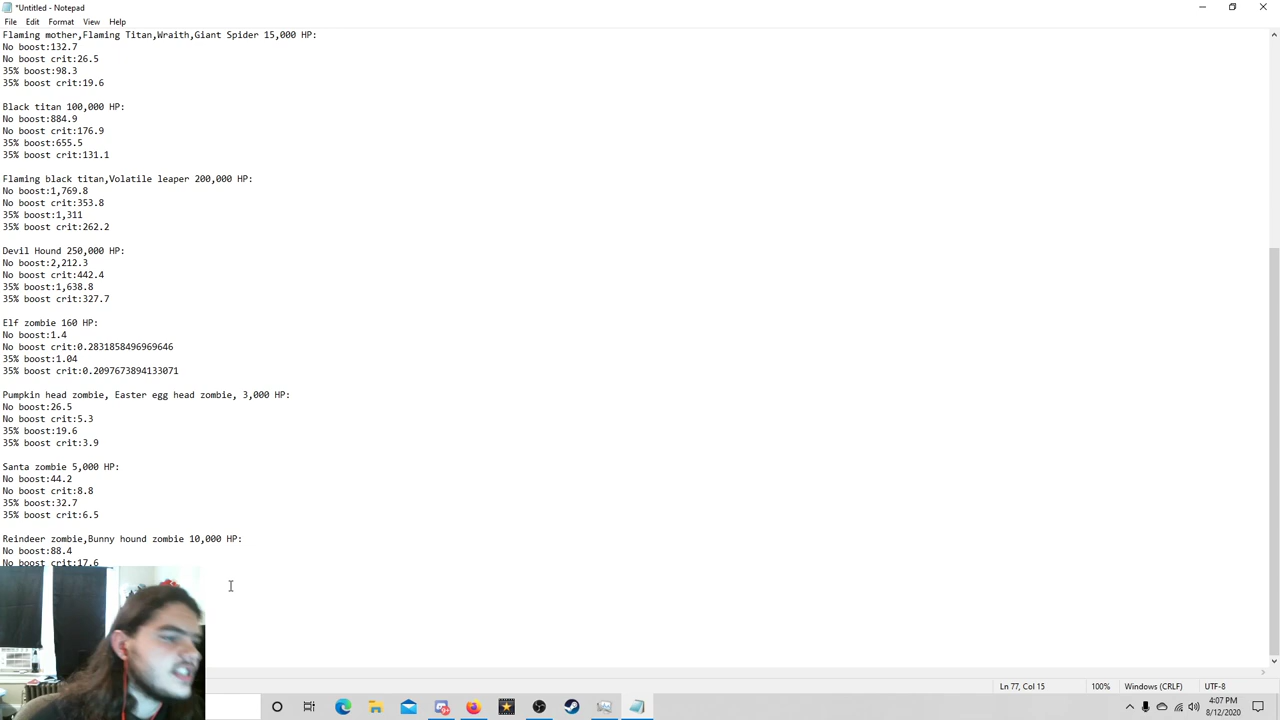 *Untitled - Notepad
File Edit Format View Help
Flaming mother,Flaming Titan,Wraith,Giant Spider 15,000 HP:
No boost:132.7
No boost crit:26.5
35% boost:98.3
35% boost crit:19.6
Black titan 100,000 HP:
No boost:884.9
No boost crit:176.9
35% boost:655.5
35% boost crit:131.1
Flaming black titan,Volatile leaper 200,000 HP:
No boost:1,769.8
No boost crit:353.8
35% boost:1,311
35% boost crit:262.2
Devil Hound 250,000 HP:
No boost:2,212.3
No boost crit:442.4
35% boost:1,638.8
35% boost crit:327.7
Elf zombie 160 HP:
No boost:1.4
No boost crit:0.2831858496969646
35% boost:1.04
35% boost crit:0.2097673894133071
Pumpkin head zombie, Easter egg head zombie, 3,000 HP:
No boost:26.5
No boost crit:5.3
35% boost:19.6
35% boost crit:3.9
Santa zombie 5,000 HP:
No boost:44.2
No boost crit:8.8
35% boost:32.7
35% boost crit:6.5
Reindeer zombie,Bunny hound zombie 10,000 HP:
No boost:88.4
No boost crit:17.6
Ln 77, Col 15 100% Windows (CRLF) UTF-8
4:07 PM
8/12/2020